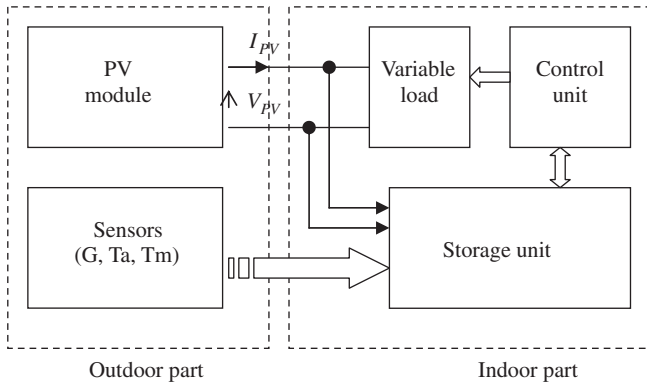 I_PV
PV
module
Variable
load
Control
unit
V_PV
Sensors
(G, Ta, Tm)
Storage unit
Outdoor part
Indoor part